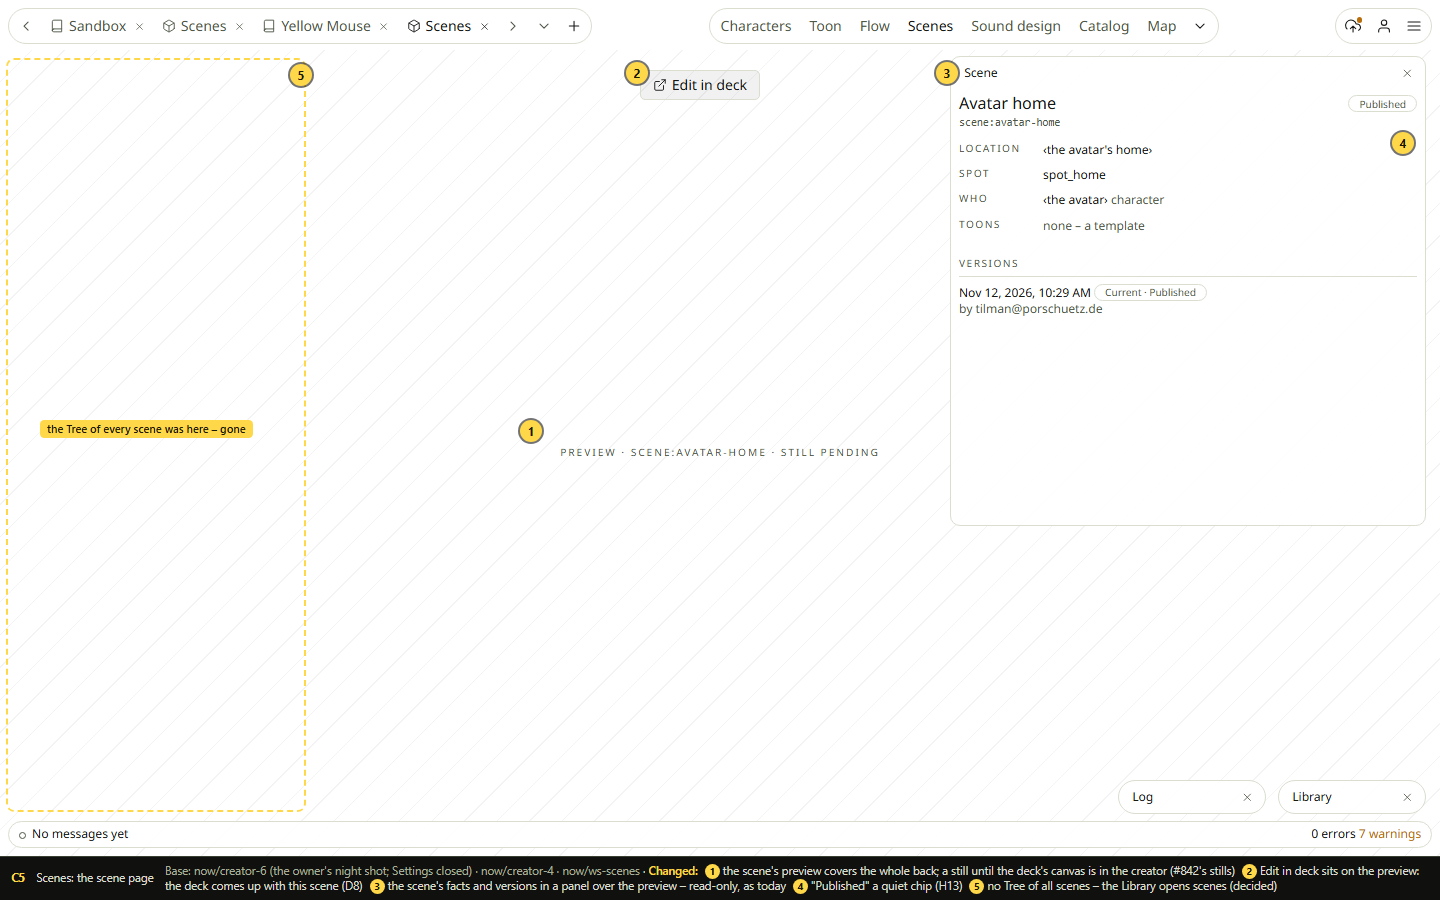 Sandbox Scenes Yellow Mouse Scenes
Characters Toon Flow Scenes Sound design Catalog Map
5
2
Edit in deck
3
Scene
Avatar home
Published
scene:avatar-home
4
LOCATION ‹the avatar's home›
SPOT spot_home
WHO ‹the avatar› character
TOONS none – a template
VERSIONS
Nov 12, 2026, 10:29 AM Current · Published
by tilman@porschuetz.de
the Tree of every scene was here – gone
1
PREVIEW · SCENE:AVATAR-HOME · STILL PENDING
Log
Library
No messages yet
0 errors 7 warnings
C5 Scenes: the scene page
Base: now/creator-6 (the owner's night shot; Settings closed) · now/creator-4 · now/ws-scenes · Changed: 1 the scene's preview covers the whole back; a still until the deck's canvas is in the creator (#842's stills) 2 Edit in deck sits on the preview:
the deck comes up with this scene (D8) 3 the scene's facts and versions in a panel over the preview – read-only, as today 4 "Published" a quiet chip (H13) 5 no Tree of all scenes – the Library opens scenes (decided)